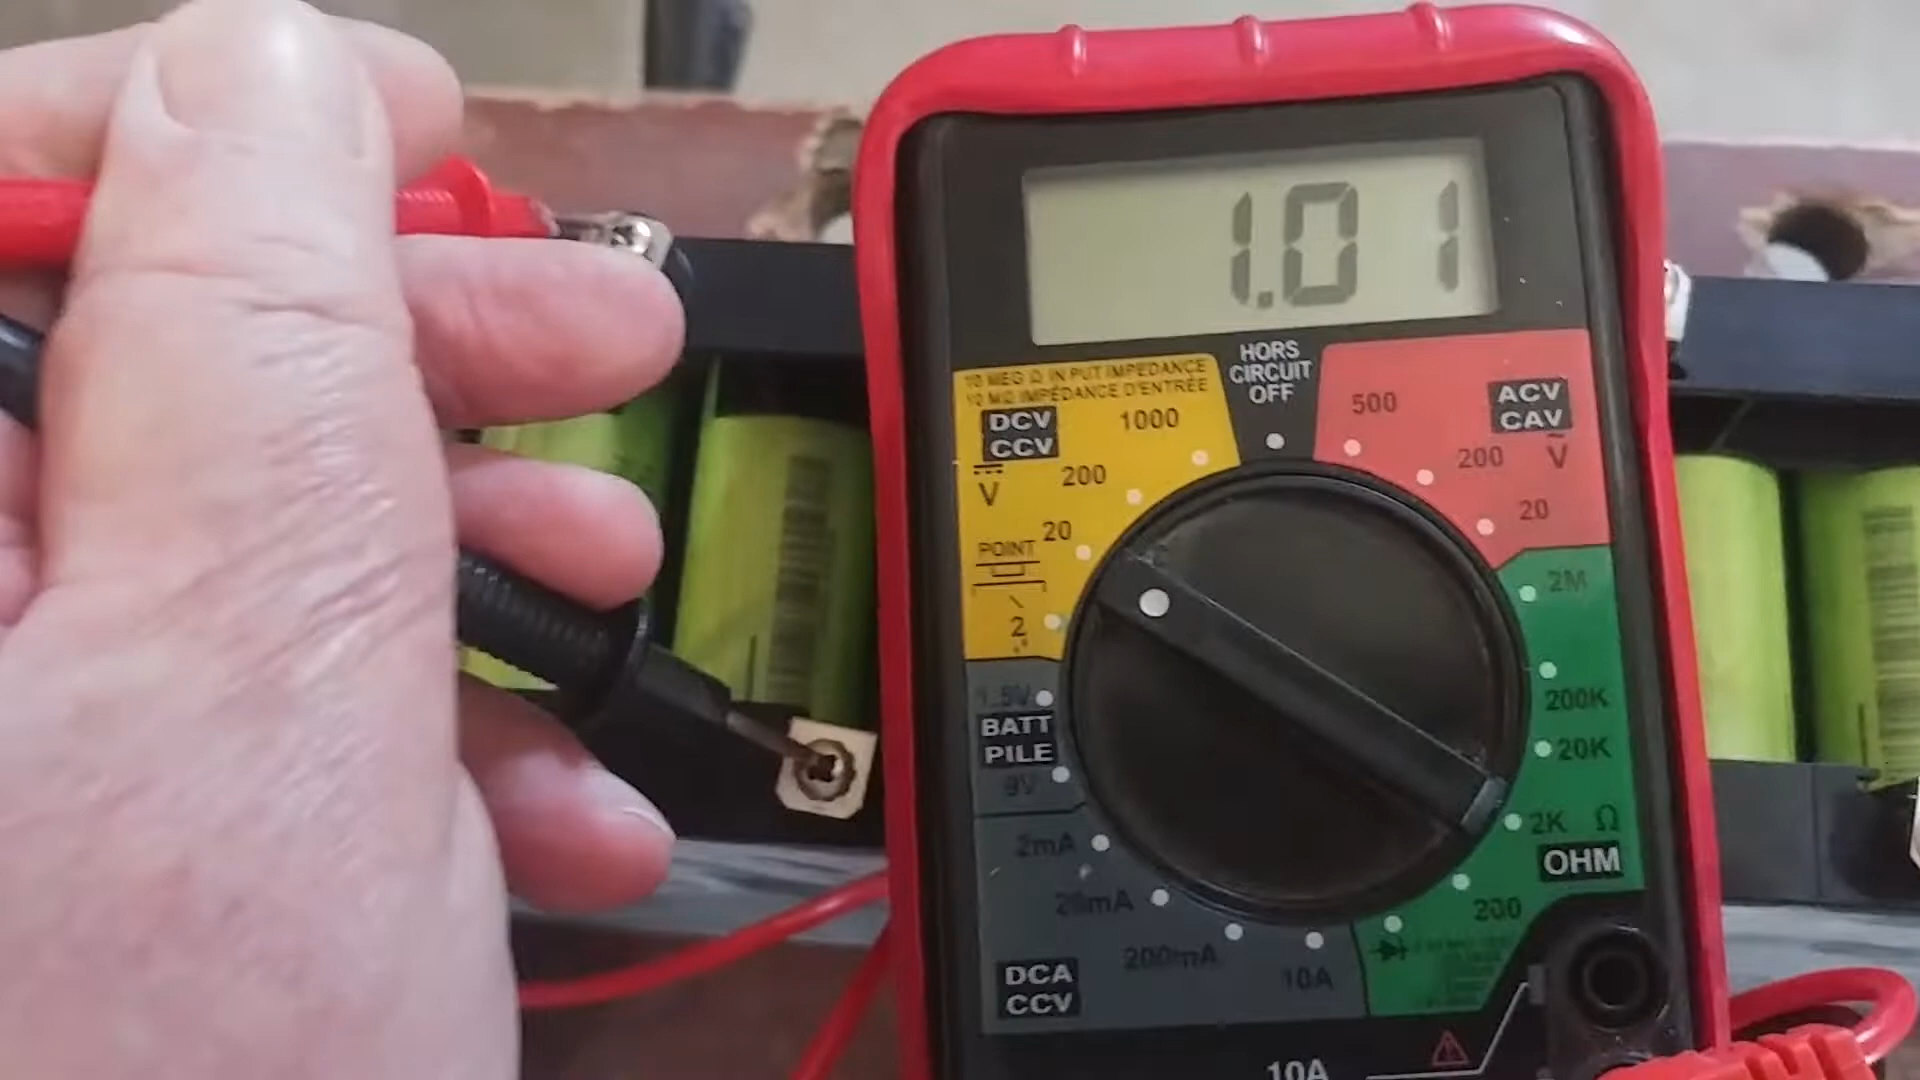 1.01
HORS
CIRCUIT
OFF
10 MEG Ω IN PUT IMPEDANCE
10 MΩ IMPÉDANCE D'ENTRÉE
DCV
CCV
V
1000
200
20
POINT
2
500
200
20
ACV
CAV
V
2M
200K
20K
2K Ω
OHM
200
1.5V
BATT
PILE
9V
2mA
20mA
200mA
10A
DCA
CCV
10A